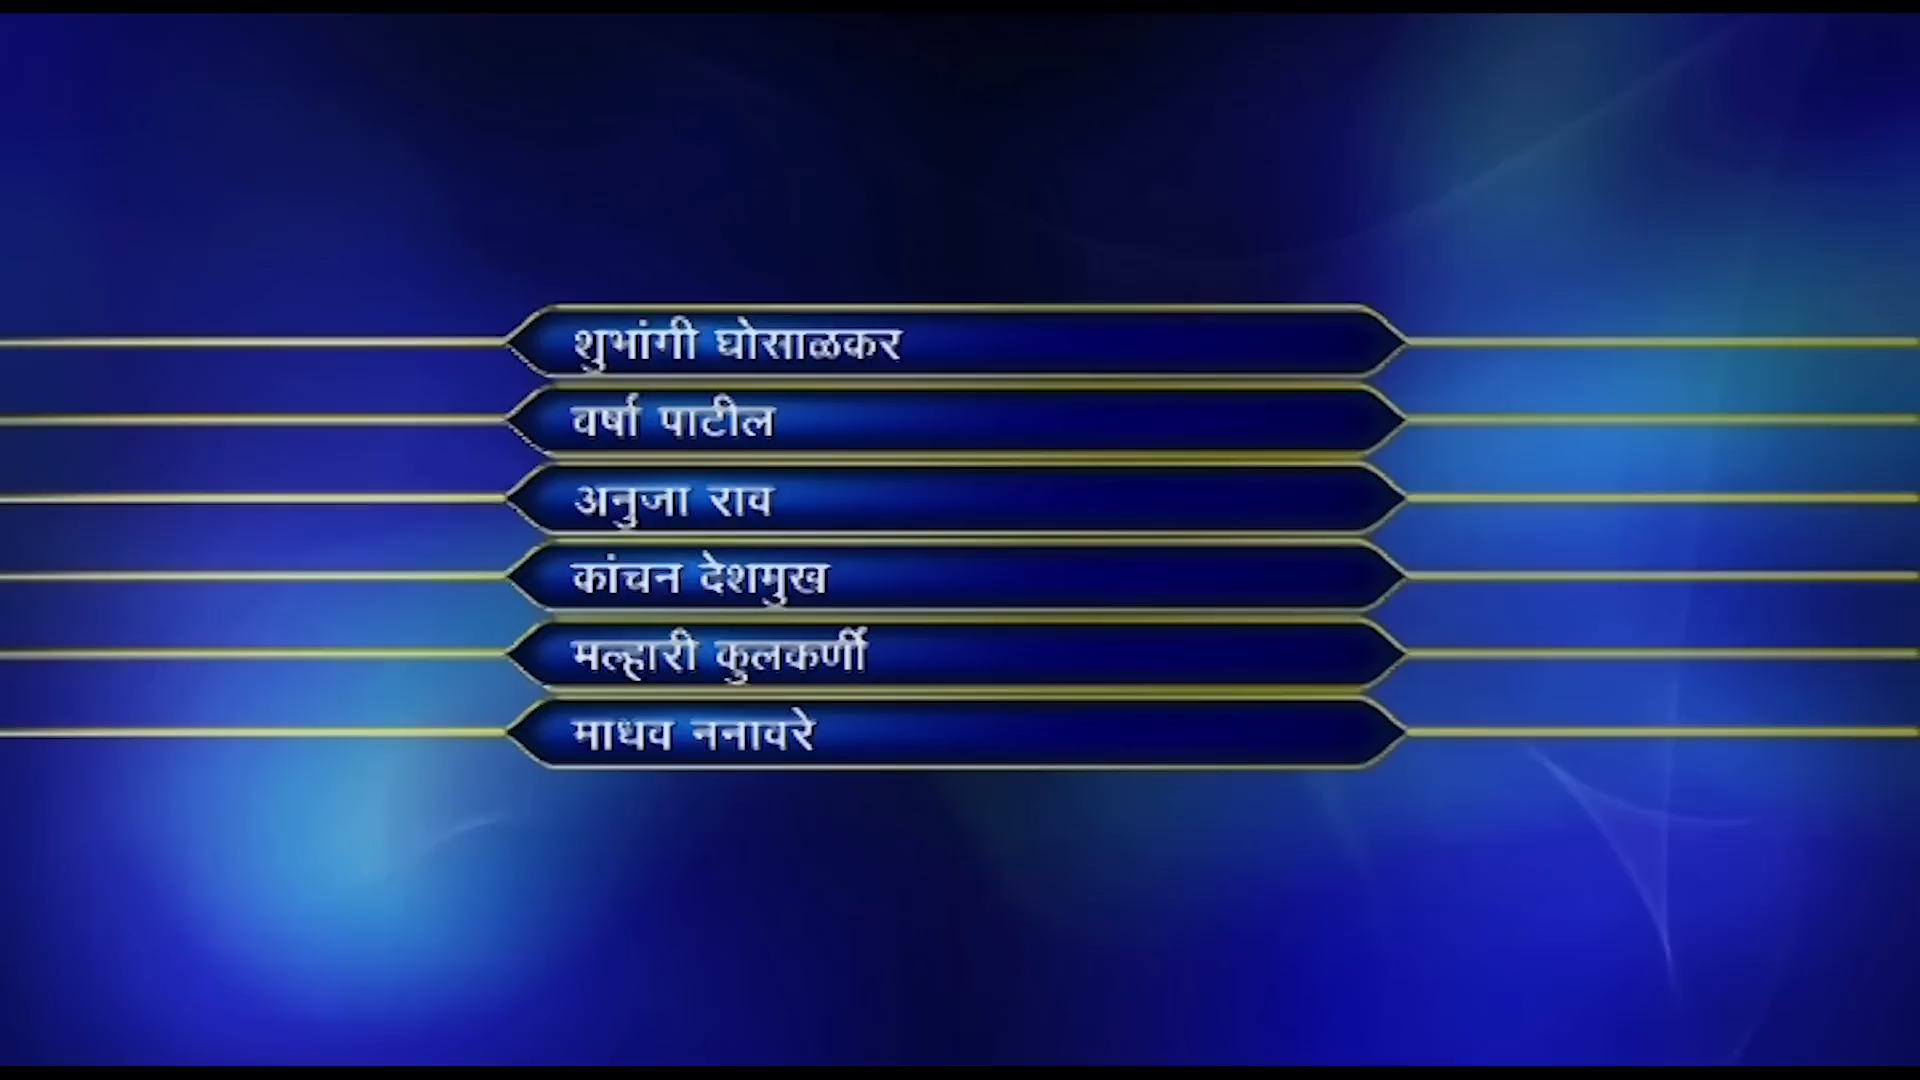 शुभांगी घोसाळकर
वर्षा पाटील
अनुजा राव
कांचन देशमुख
मल्हारी कुलकर्णी
माधव ननावरे